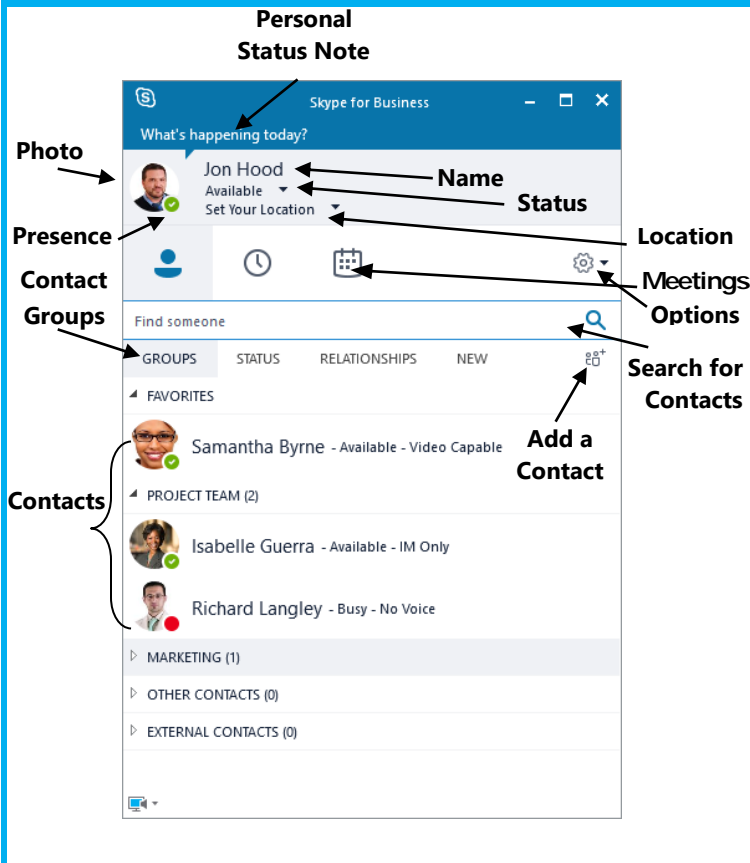 Personal
Status Note
Skype for Business
What's happening today?
Photo
Jon Hood
Name
Available
Status
Set Your Location
Presence
Location
Contact
Groups
Meetings
Options
Find someone
GROUPS STATUS RELATIONSHIPS NEW
Search for
Contacts
FAVORITES
Samantha Byrne - Available - Video Capable
Add a
Contact
Contacts
PROJECT TEAM (2)
Isabelle Guerra - Available - IM Only
Richard Langley - Busy - No Voice
MARKETING (1)
OTHER CONTACTS (0)
EXTERNAL CONTACTS (0)